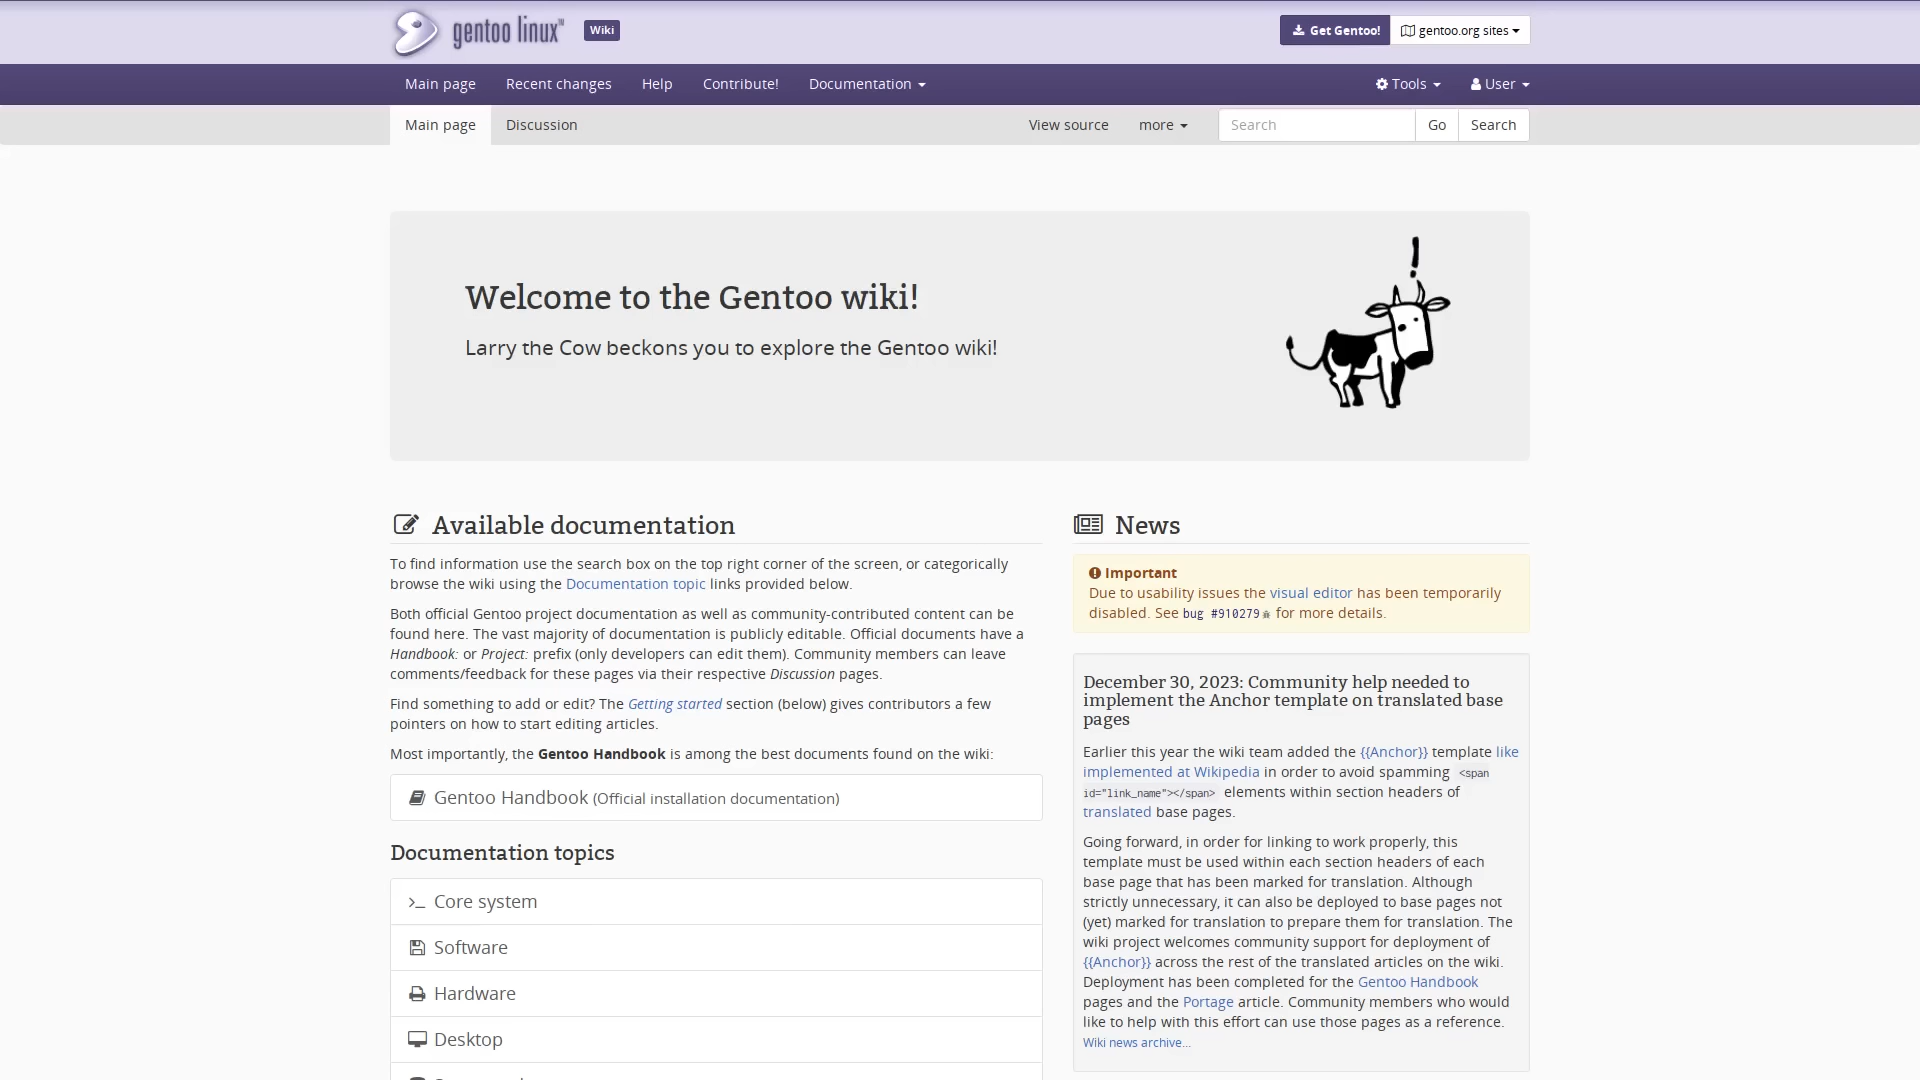 gentoo linux™ Wiki
Get Gentoo! gentoo.org sites
Main page Recent changes Help Contribute! Documentation Tools User
Main page Discussion View source more Search Go Search
Welcome to the Gentoo wiki!
Larry the Cow beckons you to explore the Gentoo wiki!
Available documentation
To find information use the search box on the top right corner of the screen, or categorically
browse the wiki using the Documentation topic links provided below.
Both official Gentoo project documentation as well as community-contributed content can be
found here. The vast majority of documentation is publicly editable. Official documents have a
Handbook: or Project: prefix (only developers can edit them). Community members can leave
comments/feedback for these pages via their respective Discussion pages.
Find something to add or edit? The Getting started section (below) gives contributors a few
pointers on how to start editing articles.
Most importantly, the Gentoo Handbook is among the best documents found on the wiki:
Gentoo Handbook (Official installation documentation)
Documentation topics
Core system
Software
Hardware
Desktop
News
Important
Due to usability issues the visual editor has been temporarily
disabled. See bug #910279 for more details.
December 30, 2023: Community help needed to
implement the Anchor template on translated base
pages
Earlier this year the wiki team added the {{Anchor}} template like
implemented at Wikipedia in order to avoid spamming <span
id="link_name"></span> elements within section headers of
translated base pages.
Going forward, in order for linking to work properly, this
template must be used within each section headers of each
base page that has been marked for translation. Although
strictly unnecessary, it can also be deployed to base pages not
(yet) marked for translation to prepare them for translation. The
wiki project welcomes community support for deployment of
{{Anchor}} across the rest of the translated articles on the wiki.
Deployment has been completed for the Gentoo Handbook
pages and the Portage article. Community members who would
like to help with this effort can use those pages as a reference.
Wiki news archive...